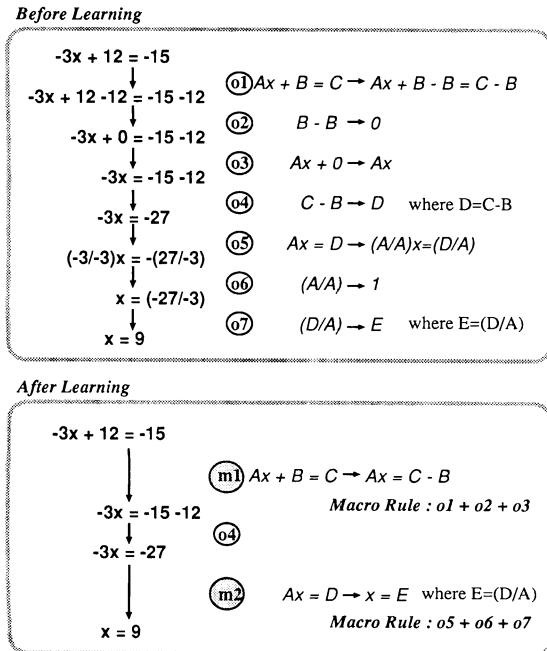 Before Learning
-3x + 12 = -15
o1 Ax + B = C → Ax + B - B = C - B
-3x + 12 -12 = -15 -12
o2 B - B → 0
-3x + 0 = -15 -12
o3 Ax + 0 → Ax
-3x = -15 -12
o4 C - B → D where D=C-B
-3x = -27
o5 Ax = D → (A/A)x=(D/A)
(-3/-3)x = -(27/-3)
o6 (A/A) → 1
x = (-27/-3)
o7 (D/A) → E where E=(D/A)
x = 9
After Learning
-3x + 12 = -15
m1 Ax + B = C → Ax = C - B
Macro Rule : o1 + o2 + o3
-3x = -15 -12
o4
-3x = -27
m2 Ax = D → x = E where E=(D/A)
Macro Rule : o5 + o6 + o7
x = 9